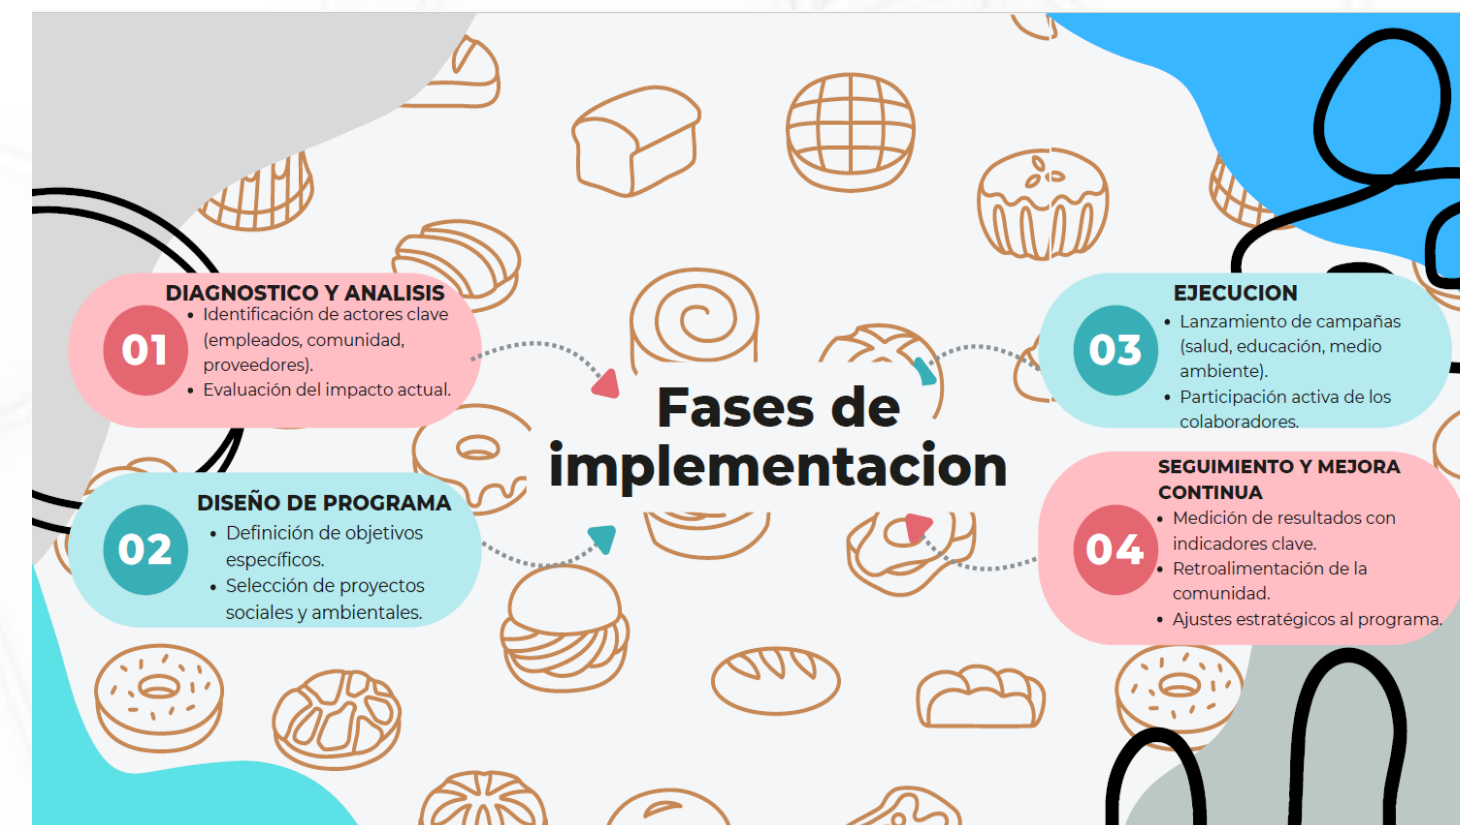 DIAGNOSTICO Y ANALISIS
01
• Identificación de actores clave
(empleados, comunidad,
proveedores).
• Evaluación del impacto actual.
DISEÑO DE PROGRAMA
02
• Definición de objetivos
específicos.
• Selección de proyectos
sociales y ambientales.
Fases de
implementacion
EJECUCION
03
• Lanzamiento de campañas
(salud, educación, medio
ambiente).
• Participación activa de los
colaboradores.
SEGUIMIENTO Y MEJORA
CONTINUA
04
• Medición de resultados con
indicadores clave.
• Retroalimentación de la
comunidad.
• Ajustes estratégicos al programa.